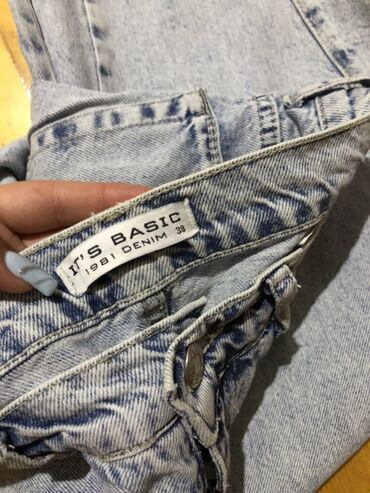 IT'S BASIC
1981 DENIM 38